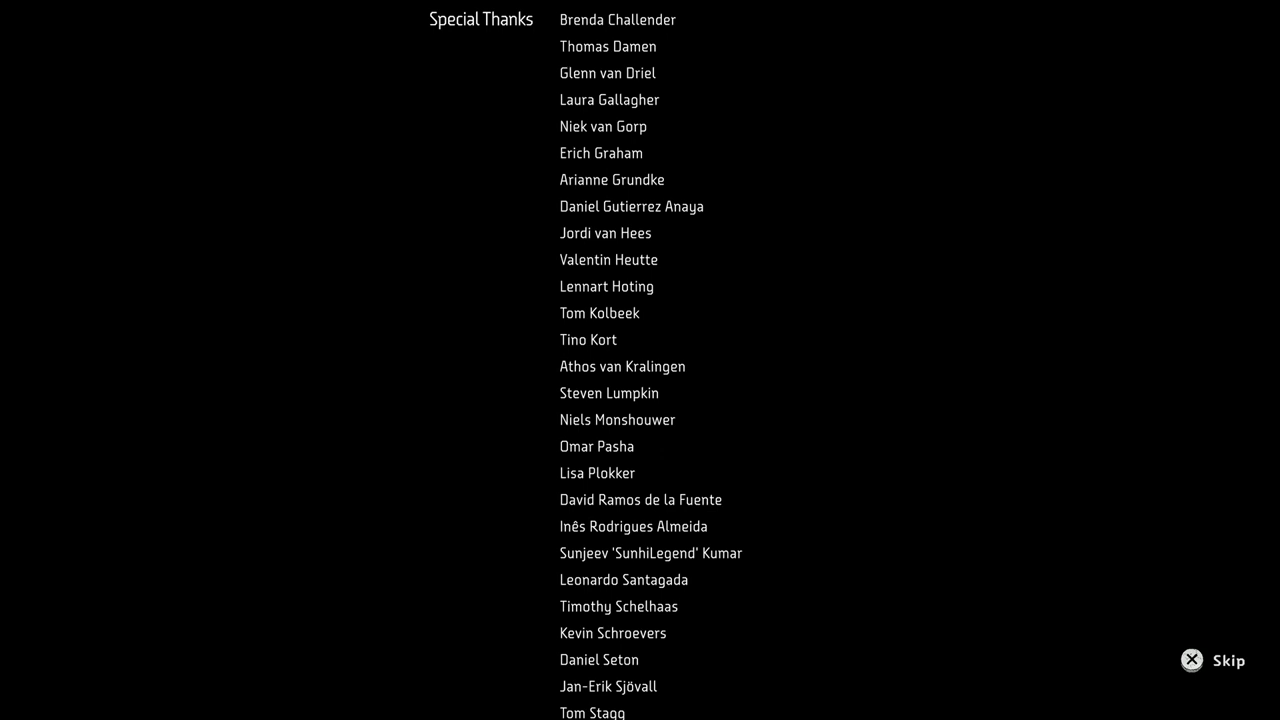 Special Thanks Brenda Challender
Thomas Damen
Glenn van Driel
Laura Gallagher
Niek van Gorp
Erich Graham
Arianne Grundke
Daniel Gutierrez Anaya
Jordi van Hees
Valentin Heutte
Lennart Hoting
Tom Kolbeek
Tino Kort
Athos van Kralingen
Steven Lumpkin
Niels Monshouwer
Omar Pasha
Lisa Plokker
David Ramos de la Fuente
Inês Rodrigues Almeida
Sunjeev 'SunhiLegend' Kumar
Leonardo Santagada
Timothy Schelhaas
Kevin Schroevers
Daniel Seton
Skip
Jan-Erik Sjövall
Tom Stagg